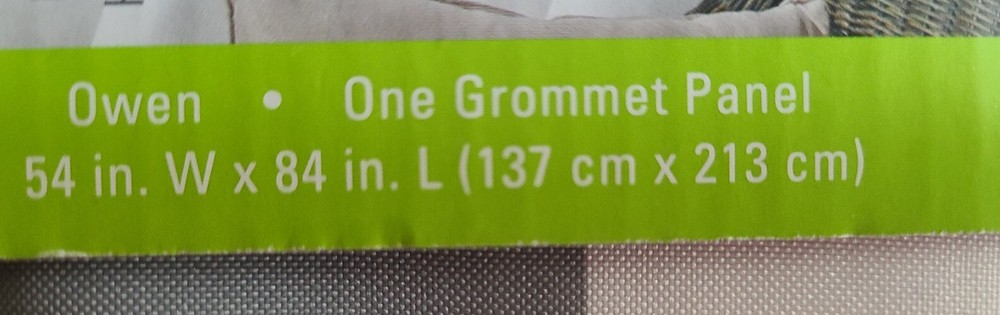 Owen • One Grommet Panel
54 in. W x 84 in. L (137 cm x 213 cm)